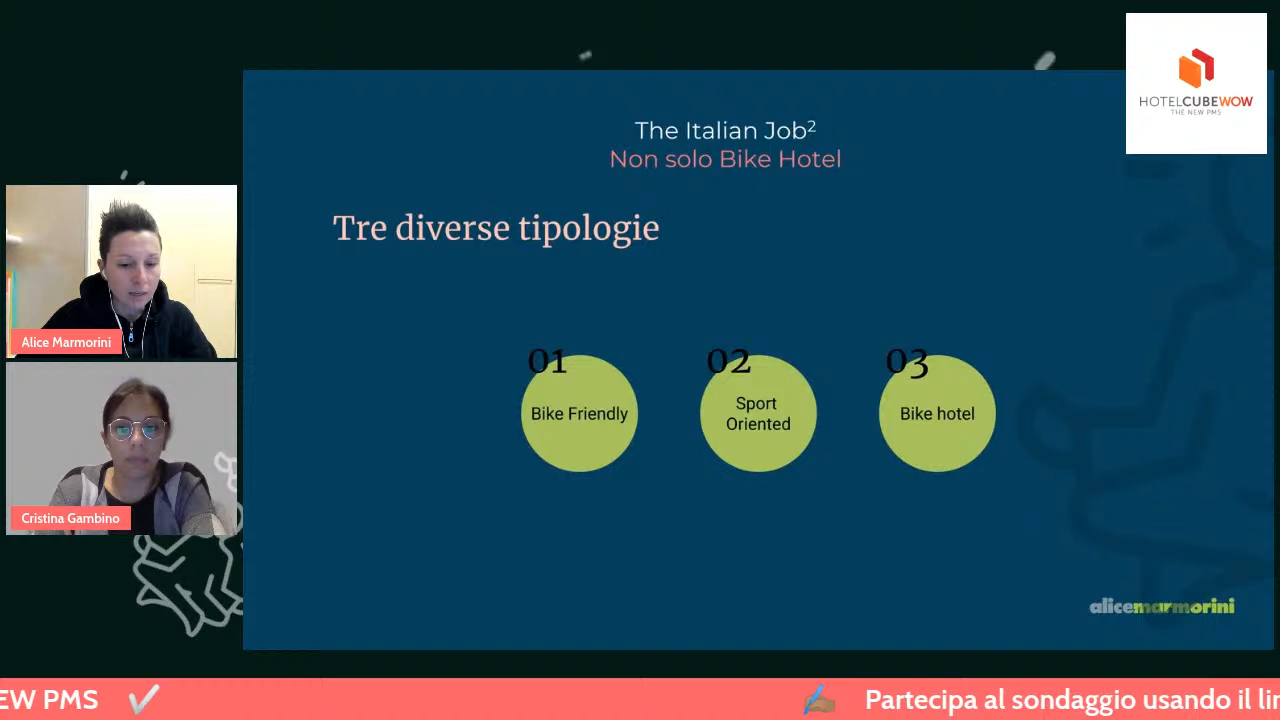 HOTELCUBEWOW
THE NEW PMS
The Italian Job²
Non solo Bike Hotel
Tre diverse tipologie
01
Bike Friendly
02
Sport
Oriented
03
Bike hotel
Alice Marmorini
Cristina Gambino
alicemarmorini
EW PMS
Partecipa al sondaggio usando il lin